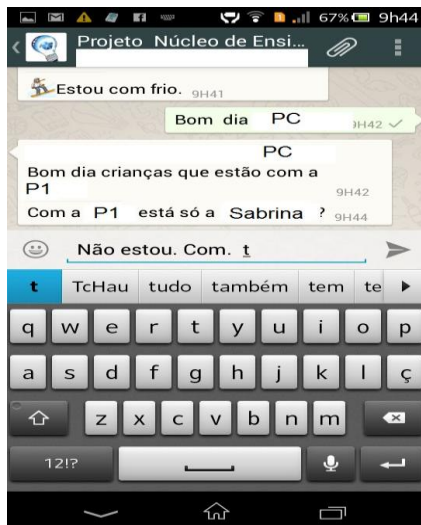 67% 9h44
Projeto Núcleo de Ensi...
Estou com frio. 9H41
Bom dia PC 9H42
PC
Bom dia crianças que estão com a
P1
9H42
Com a P1 está só a Sabrina ? 9H44
Não estou. Com. t
t TcHau tudo também tem te
q w e r t y u i o p
a s d f g h j k l ç
z x c v b n m
12!?